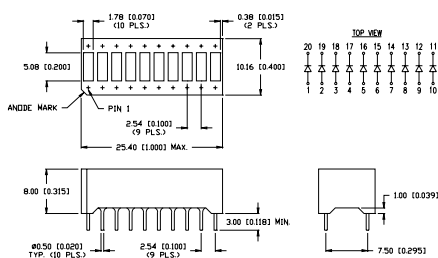 1.78 [0.070]
(10 PLS.)
0.38 [0.015]
(2 PLS.)
TOP VIEW
20 19 18 17 16 15 14 13 12 11
1 2 3 4 5 6 7 8 9 10
5.08 [0.200]
10.16 [0.400]
ANODE MARK
PIN 1
2.54 [0.100]
(9 PLS.)
25.40 [1.000] MAX.
8.00 [0.315]
3.00 [0.118] MIN.
Ø0.50 [0.020]
TYP. (10 PLS.)
2.54 [0.100]
(9 PLS.)
1.00 [0.039]
7.50 [0.295]